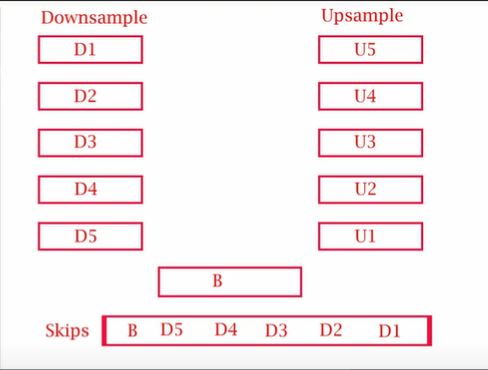 Downsample Upsample
D1 U5
D2 U4
D3 U3
D4 U2
D5 U1
B
Skips B D5 D4 D3 D2 D1